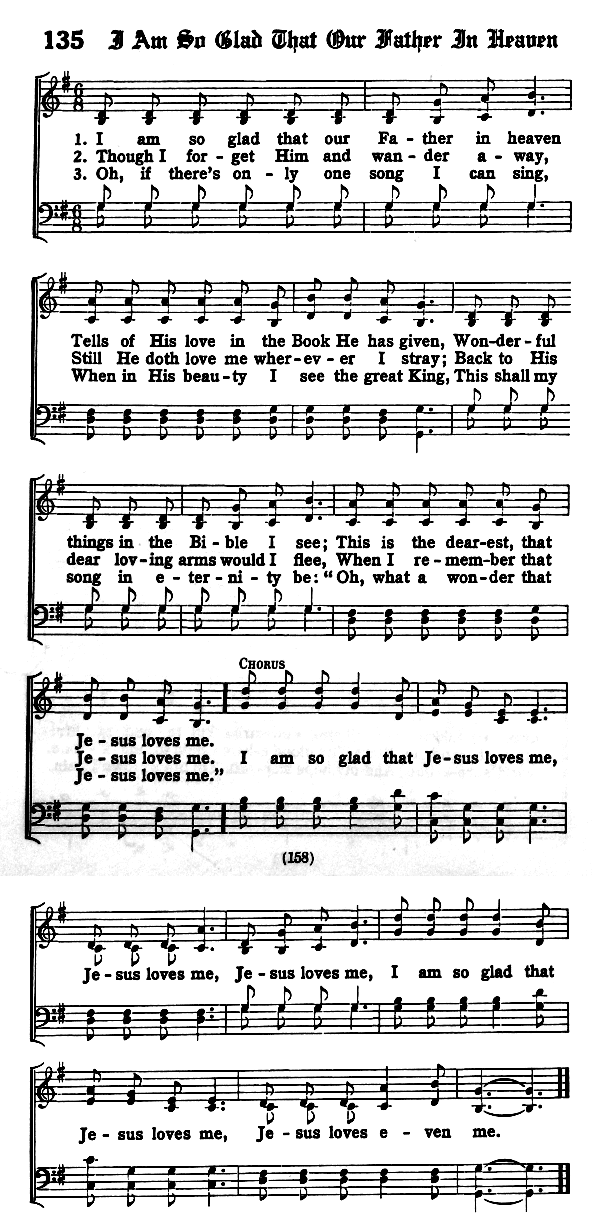 135 I Am So Glad That Our Father In Heaven
6 8
1. I am so glad that our Fa - ther in heaven
2. Though I for - get Him and wan - der a - way,
3. Oh, if there's on - ly one song I can sing,
6 8
Tells of His love in the Book He has given, Won-der-ful
Still He doth love me wher-ev-er I stray; Back to His
When in His beau-ty I see the great King, This shall my
things in the Bi - ble I see; This is the dear-est, that
dear lov-ing arms would I flee, When I re-mem-ber that
song in e-ter-ni-ty be: "Oh, what a won-der that
CHORUS
Je - sus loves me.
Je - sus loves me. I am so glad that Je-sus loves me,
Je - sus loves me."
(158)
Je - sus loves me, Je - sus loves me, I am so glad that
Je - sus loves me, Je - sus loves e - ven me.